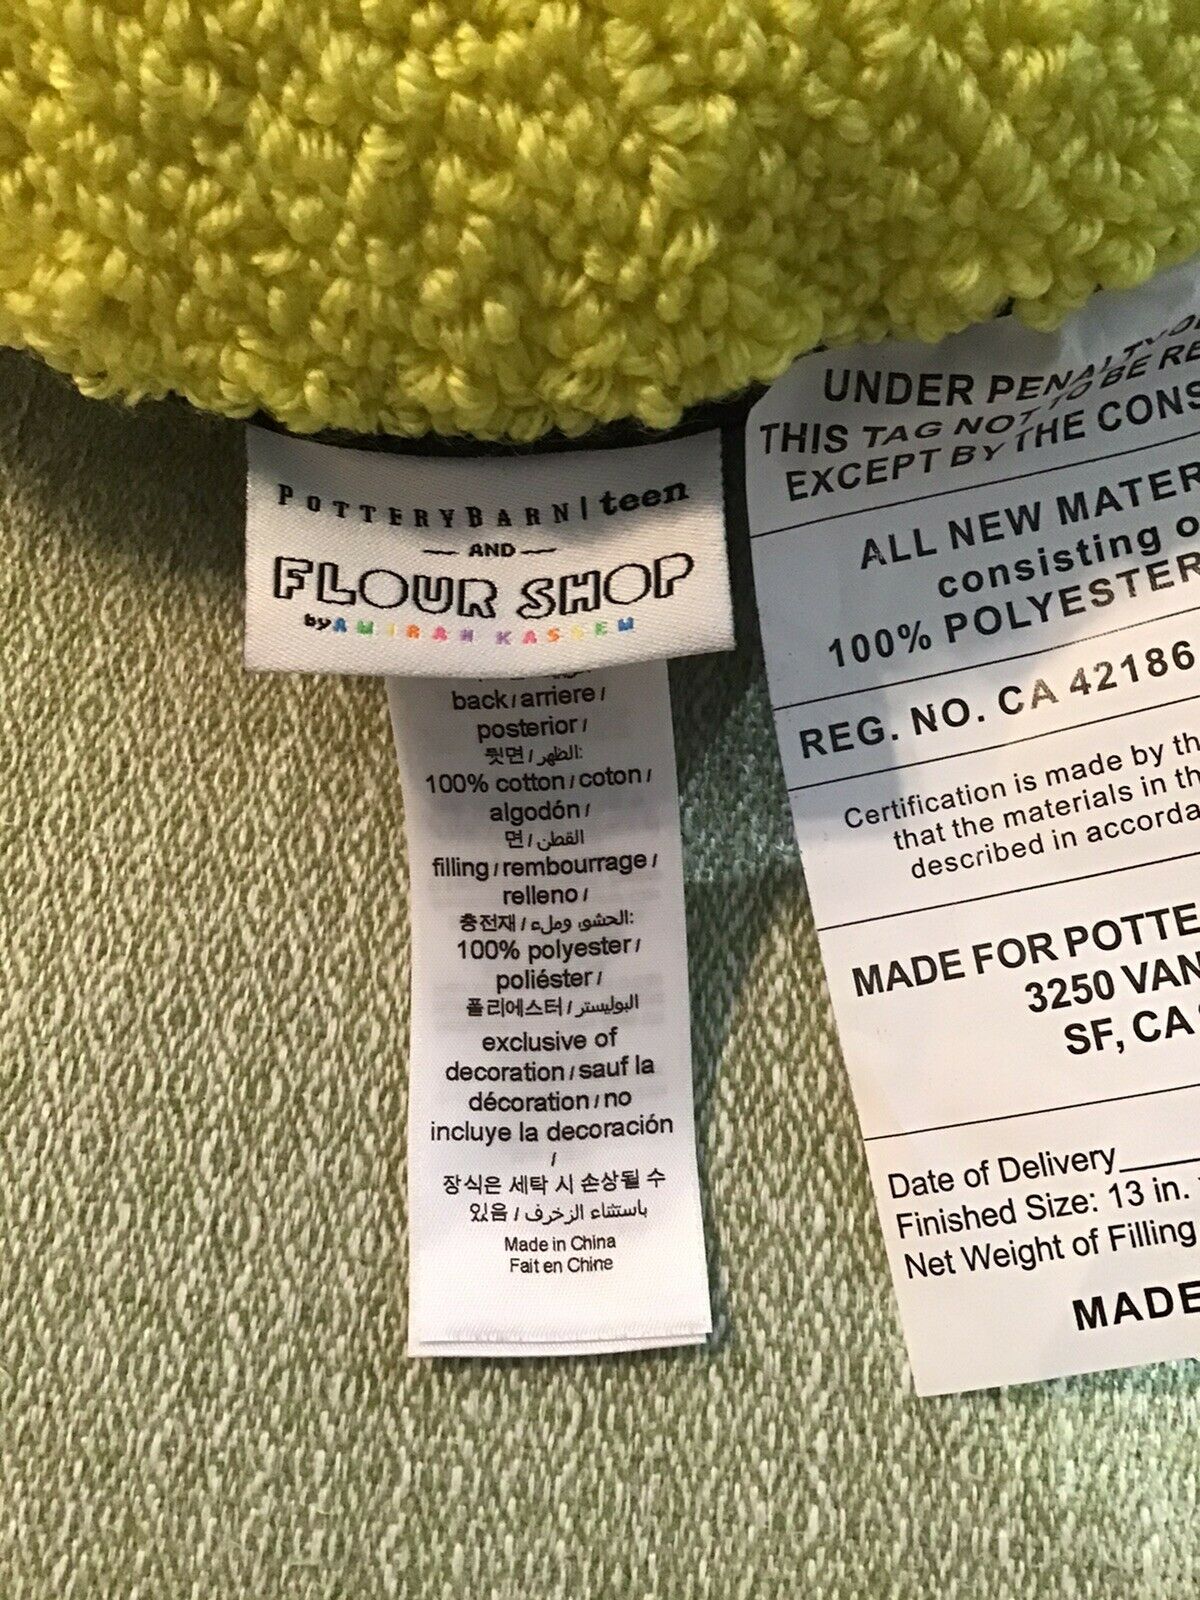 POTTERYBARN | teen
AND
FLOUR SHOP
by AMIRAH KASSEM
back / arriere /
posterior /
뒷면 / الظهر:
100% cotton / coton /
algodón /
면 / القطن
filling / rembourrage /
relleno /
충전재 / الحشو وملء:
100% polyester /
poliéster /
폴리에스터 / البوليستر
exclusive of
decoration / sauf la
décoration / no
incluye la decoración
/
장식은 세탁 시 손상될 수
있음 / باستثناء الزخرف
Made in China
Fait en Chine
UNDER PENALTY O
THIS TAG NOT TO BE RE
EXCEPT BY THE CONS
ALL NEW MATER
consisting o
100% POLYESTER
REG. NO. CA 42186
Certification is made by th
that the materials in th
described in accorda
MADE FOR POTTE
3250 VAN
SF, CA
Date of Delivery
Finished Size: 13 in.
Net Weight of Filling
MADE